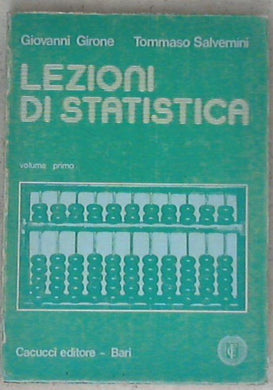 Giovanni Girone Tommaso Salvemini
LEZIONI
DI STATISTICA
volume primo
Cacucci editore - Bari